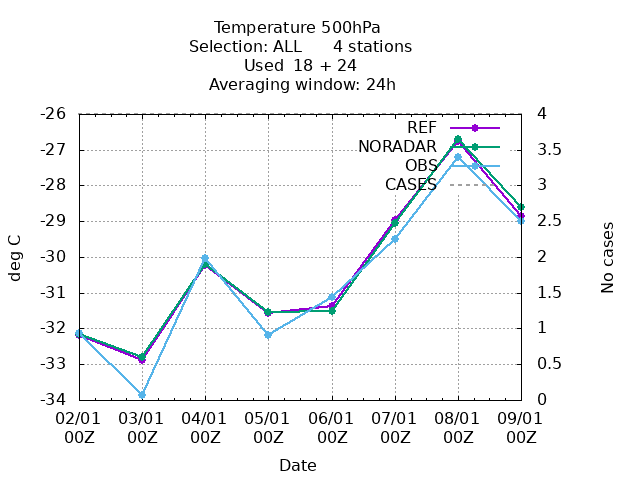 Temperature 500hPa
Selection: ALL 4 stations
Used 18 + 24
Averaging window: 24h
-26
-27
-28
-29
-30
-31
-32
-33
-34
deg C
4
3.5
3
2.5
2
1.5
1
0.5
0
No cases
REF
NORADAR
OBS
CASES
02/01 03/01 04/01 05/01 06/01 07/01 08/01 09/01
00Z 00Z 00Z 00Z 00Z 00Z 00Z 00Z
Date